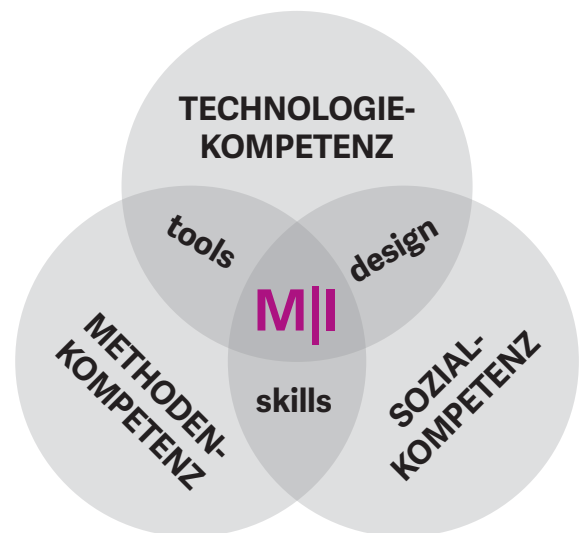 TECHNOLOGIE-
KOMPETENZ
tools
design
M|I
METHODEN-
KOMPETENZ
skills
SOZIAL-
KOMPETENZ